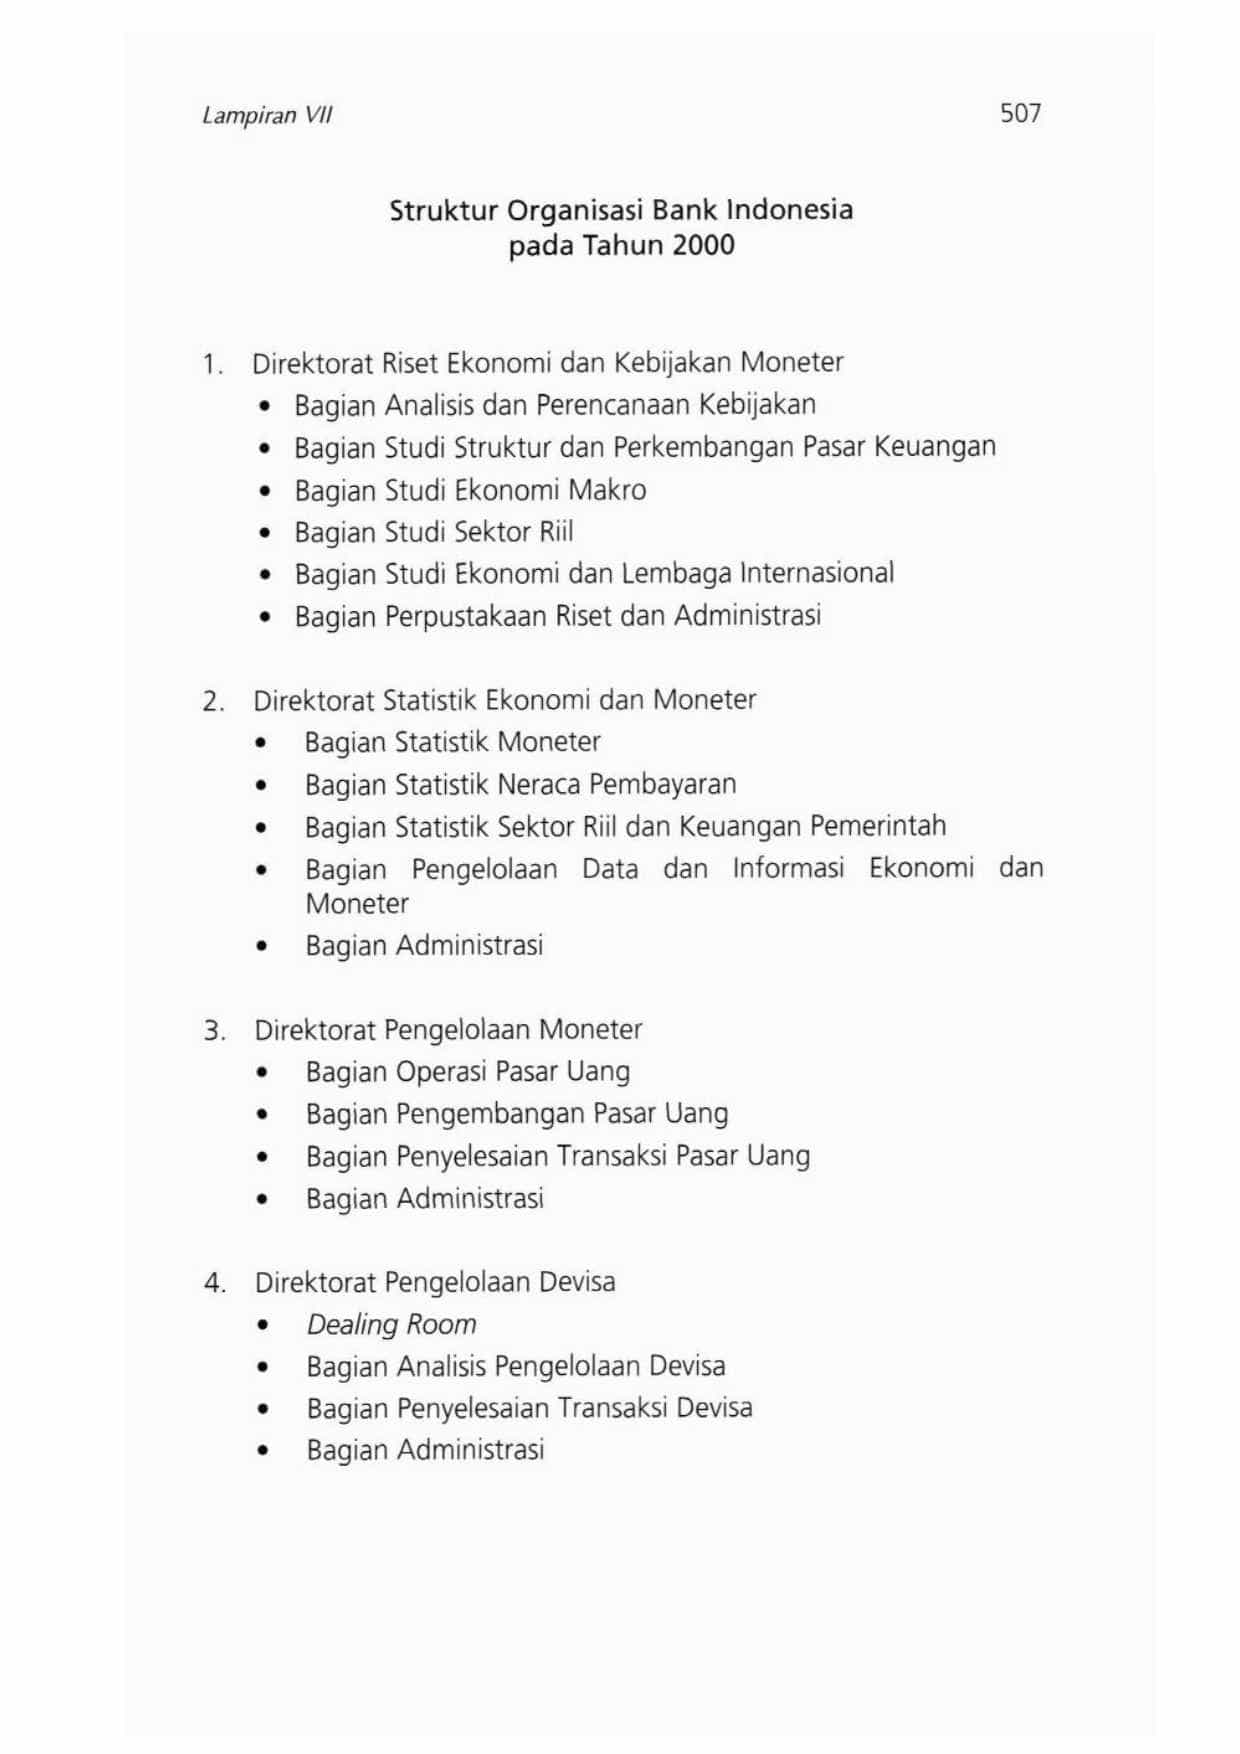 Lampiran VII 507
Struktur Organisasi Bank Indonesia
pada Tahun 2000
1. Direktorat Riset Ekonomi dan Kebijakan Moneter
• Bagian Analisis dan Perencanaan Kebijakan
• Bagian Studi Struktur dan Perkembangan Pasar Keuangan
• Bagian Studi Ekonomi Makro
• Bagian Studi Sektor Riil
• Bagian Studi Ekonomi dan Lembaga Internasional
• Bagian Perpustakaan Riset dan Administrasi
2. Direktorat Statistik Ekonomi dan Moneter
• Bagian Statistik Moneter
• Bagian Statistik Neraca Pembayaran
• Bagian Statistik Sektor Riil dan Keuangan Pemerintah
• Bagian Pengelolaan Data dan Informasi Ekonomi dan
Moneter
• Bagian Administrasi
3. Direktorat Pengelolaan Moneter
• Bagian Operasi Pasar Uang
• Bagian Pengembangan Pasar Uang
• Bagian Penyelesaian Transaksi Pasar Uang
• Bagian Administrasi
4. Direktorat Pengelolaan Devisa
• Dealing Room
• Bagian Analisis Pengelolaan Devisa
• Bagian Penyelesaian Transaksi Devisa
• Bagian Administrasi